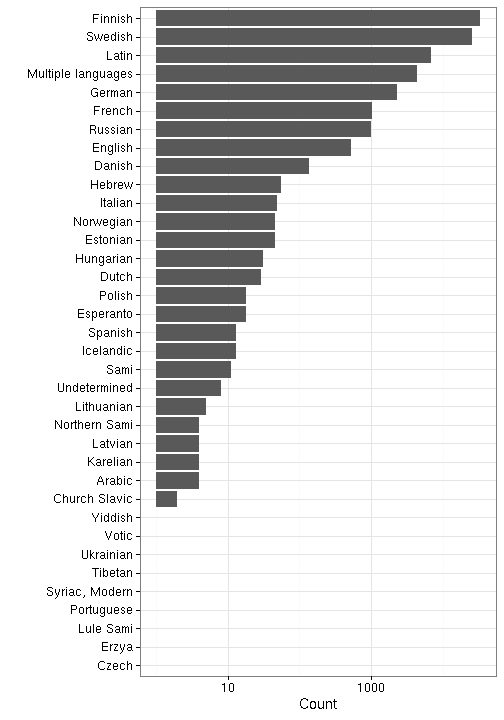 Finnish
Swedish
Latin
Multiple languages
German
French
Russian
English
Danish
Hebrew
Italian
Norwegian
Estonian
Hungarian
Dutch
Polish
Esperanto
Spanish
Icelandic
Sami
Undetermined
Lithuanian
Northern Sami
Latvian
Karelian
Arabic
Church Slavic
Yiddish
Votic
Ukrainian
Tibetan
Syriac, Modern
Portuguese
Lule Sami
Erzya
Czech
10 1000
Count